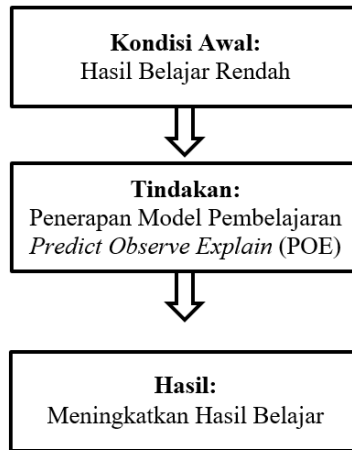 Kondisi Awal:
Hasil Belajar Rendah
Tindakan:
Penerapan Model Pembelajaran
Predict Observe Explain (POE)
Hasil:
Meningkatkan Hasil Belajar